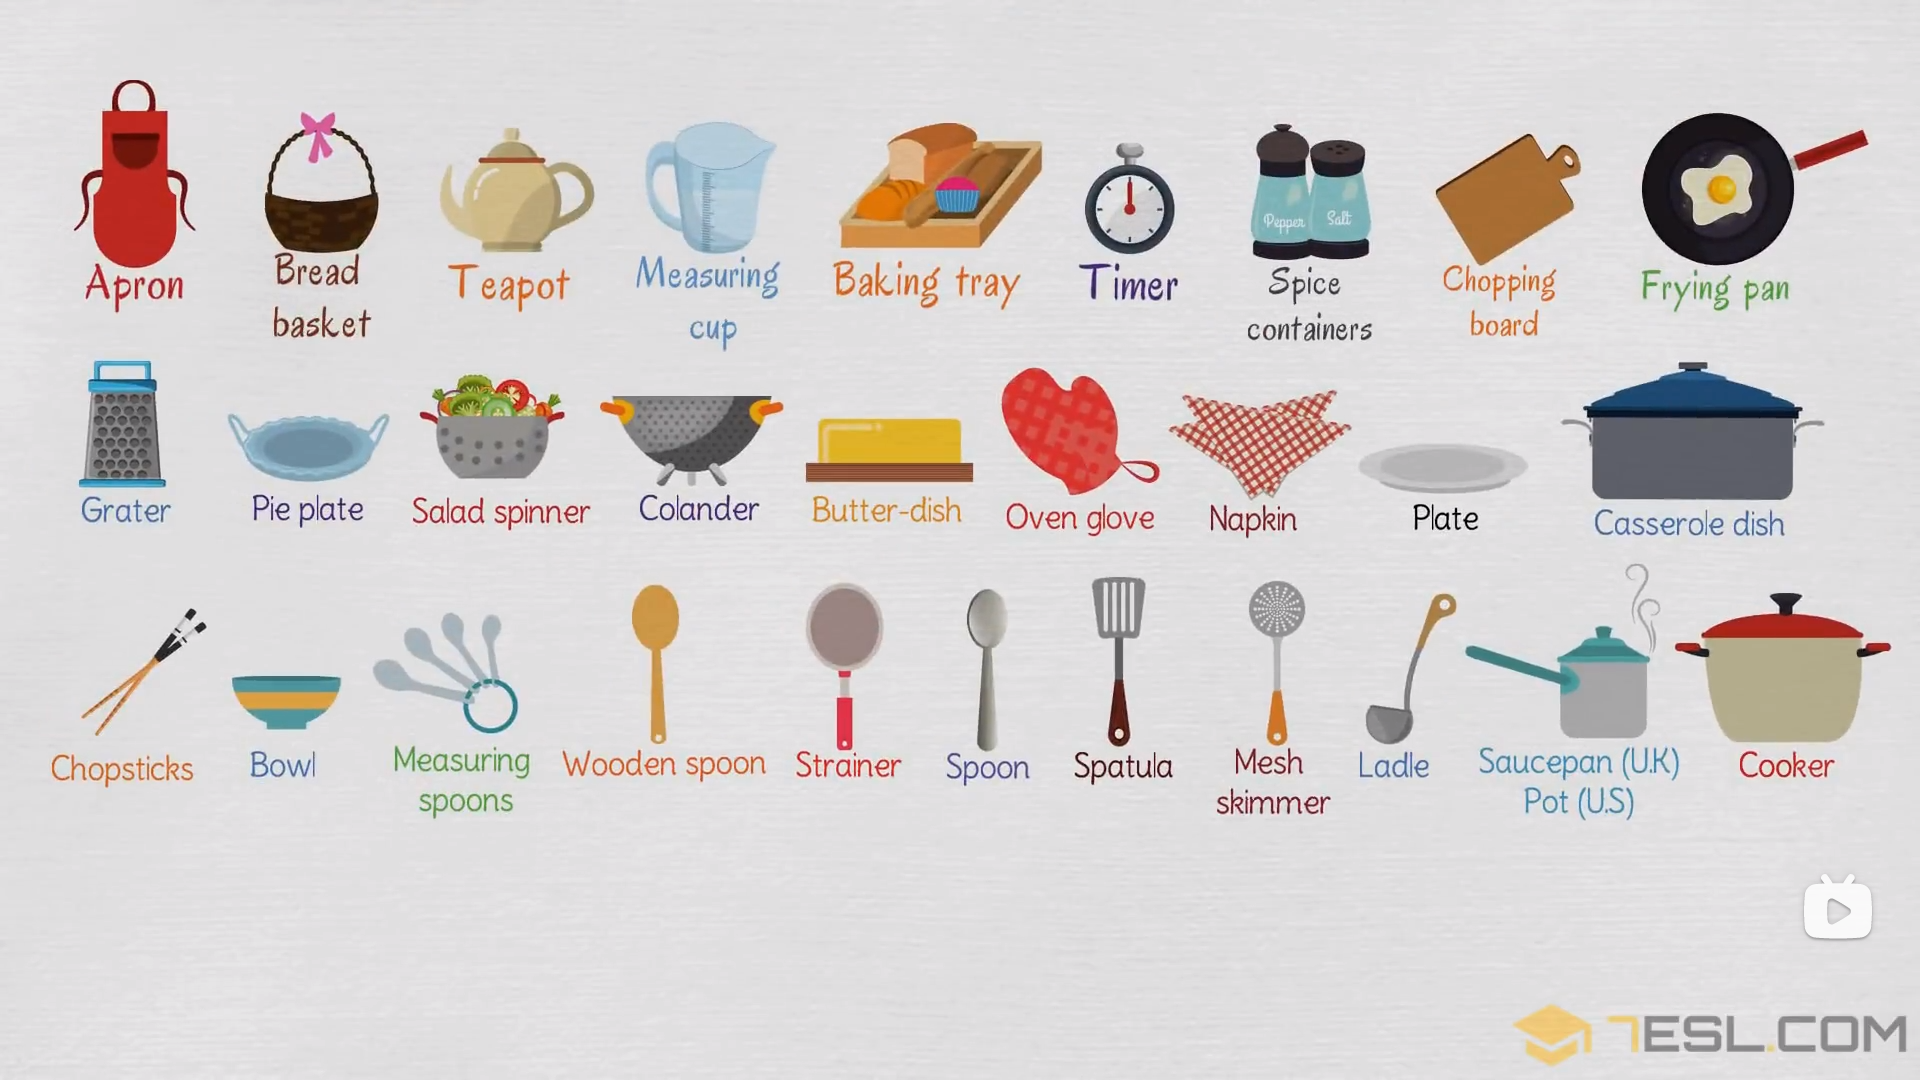 Pepper
Salt
Apron
Bread
basket
Teapot
Measuring
cup
Baking tray
Timer
Spice
containers
Chopping
board
Frying pan
Grater
Pie plate
Salad spinner
Colander
Butter-dish
Oven glove
Napkin
Plate
Casserole dish
Chopsticks
Bowl
Measuring
spoons
Wooden spoon
Strainer
Spoon
Spatula
Mesh
skimmer
Ladle
Saucepan (U.K)
Pot (U.S)
Cooker
7ESL.COM